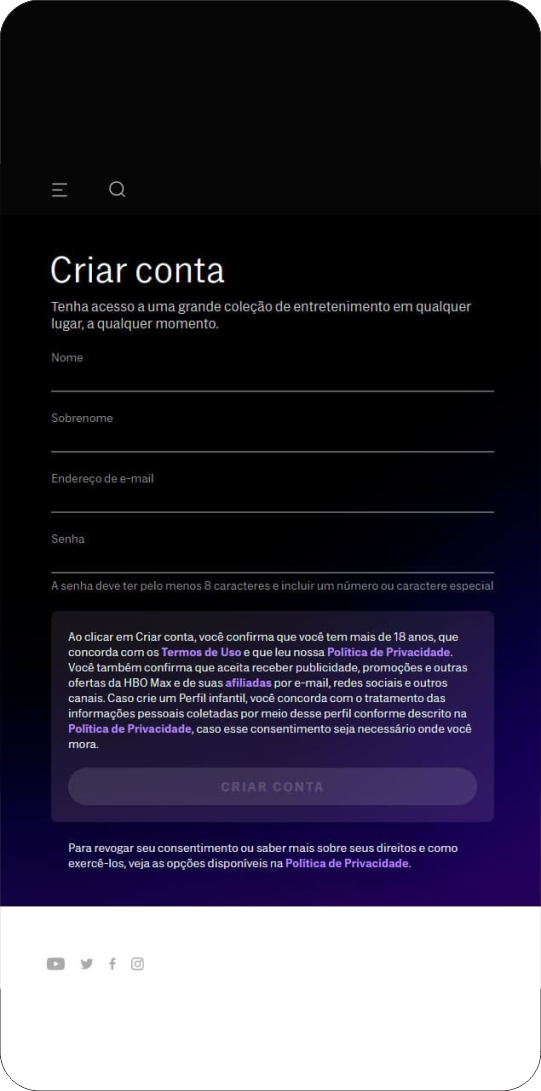 Criar conta
Tenha acesso a uma grande coleção de entretenimento em qualquer
lugar, a qualquer momento.
Nome
Sobrenome
Endereço de e-mail
Senha
A senha deve ter pelo menos 8 caracteres e incluir um número ou caractere especial
Ao clicar em Criar conta, você confirma que você tem mais de 18 anos, que
concorda com os Termos de Uso e que leu nossa Política de Privacidade.
Você também confirma que aceita receber publicidade, promoções e outras
ofertas da HBO Max e de suas afiliadas por e-mail, redes sociais e outros
canais. Caso crie um Perfil infantil, você concorda com o tratamento das
informações pessoais coletadas por meio desse perfil conforme descrito na
Política de Privacidade, caso esse consentimento seja necessário onde você
mora.
CRIAR CONTA
Para revogar seu consentimento ou saber mais sobre seus direitos e como
exercê-los, veja as opções disponíveis na Política de Privacidade.